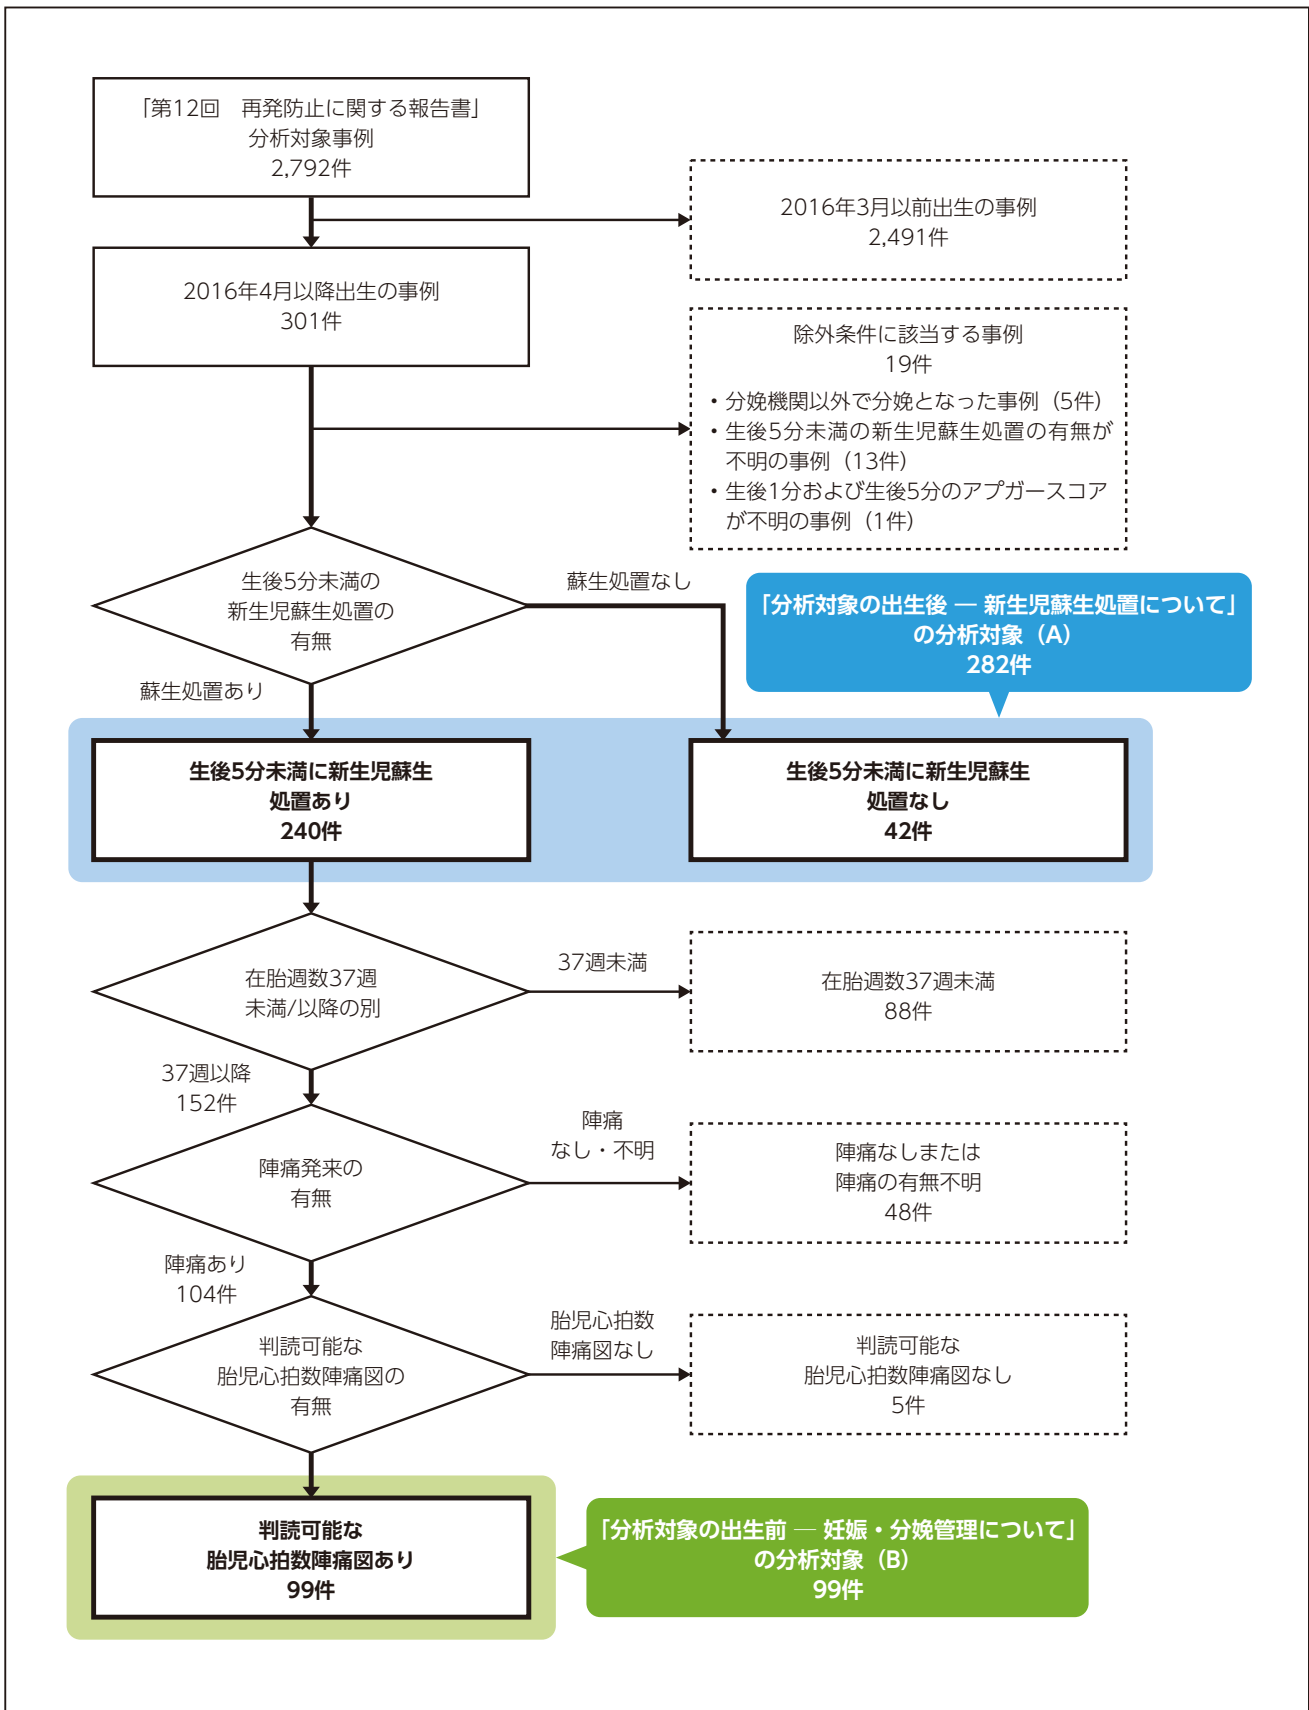 「第12回　再発防止に関する報告書」
分析対象事例
2,792件
2016年3月以前出生の事例
2,491件
2016年4月以降出生の事例
301件
除外条件に該当する事例
19件
・分娩機関以外で分娩となった事例（5件）
・生後5分未満の新生児蘇生処置の有無が
不明の事例（13件）
・生後1分および生後5分のアプガースコア
が不明の事例（1件）
生後5分未満の
新生児蘇生処置の
有無
蘇生処置なし
「分析対象の出生後 ― 新生児蘇生処置について」
の分析対象（A）
282件
蘇生処置あり
生後5分未満に新生児蘇生
処置あり
240件
生後5分未満に新生児蘇生
処置なし
42件
在胎週数37週
未満/以降の別
37週未満
在胎週数37週未満
88件
37週以降
152件
陣痛発来の
有無
陣痛
なし・不明
陣痛なしまたは
陣痛の有無不明
48件
陣痛あり
104件
判読可能な
胎児心拍数陣痛図の
有無
胎児心拍数
陣痛図なし
判読可能な
胎児心拍数陣痛図なし
5件
判読可能な
胎児心拍数陣痛図あり
99件
「分析対象の出生前 ― 妊娠・分娩管理について」
の分析対象（B）
99件